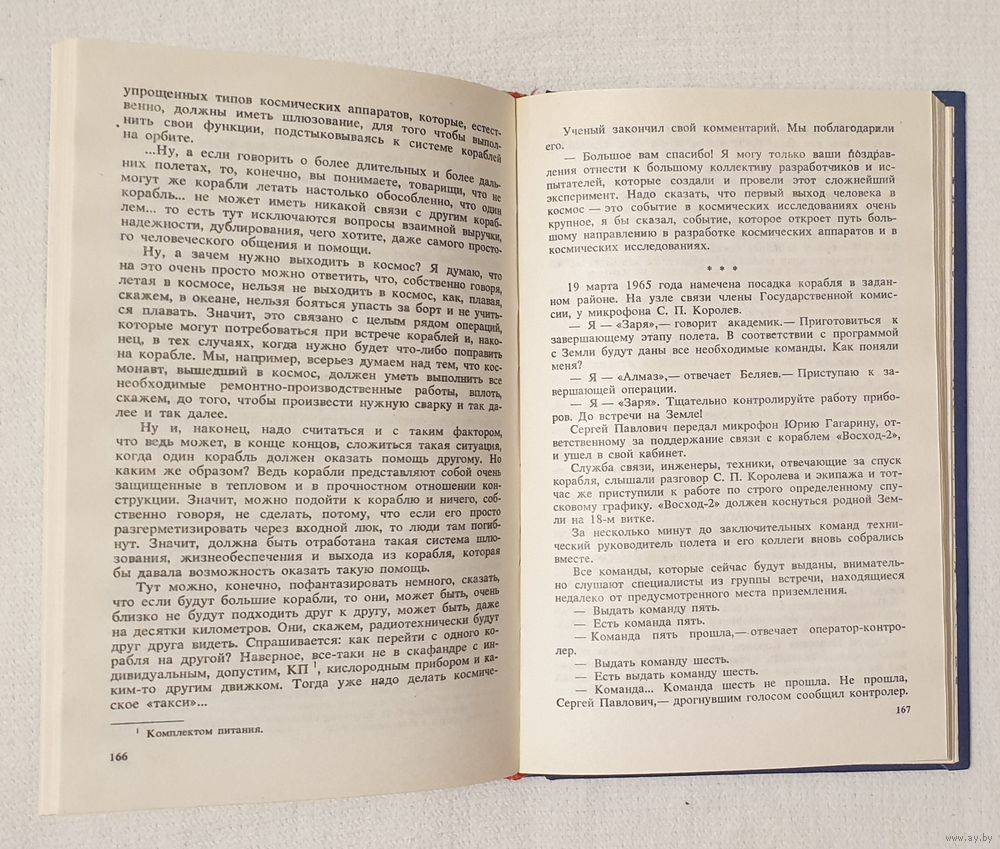 упрощенных типов космических аппаратов, которые, естест-
венно, должны иметь шлюзование, для того чтобы выпол-
нить свои функции, подстыковываясь к системе кораблей
на орбите.
...Ну, а если говорить о более длительных и более даль-
них полетах, то, конечно, вы понимаете, товарищи, что не
могут же корабли летать настолько обособленно, что один
корабль... не может иметь никакой связи с другим кораб-
лем... то есть тут исключаются вопросы взаимной выручки,
надежности, дублирования, чего хотите, даже самого просто-
го человеческого общения и помощи.
Ну, а зачем нужно выходить в космос? Я думаю, что
на это очень просто можно ответить, что, собственно говоря,
летая в космосе, нельзя не выходить в космос, как, плавая,
скажем, в океане, нельзя бояться упасть за борт и не учить-
ся плавать. Значит, это связано с целым рядом операций,
которые могут потребоваться при встрече кораблей и, нако-
нец, в тех случаях, когда нужно будет что-либо поправить
на корабле. Мы, например, всерьез думаем над тем, что кос-
монавт, вышедший в космос, должен уметь выполнить все
необходимые ремонтно-производственные работы, вплоть,
скажем, до того, чтобы произвести нужную сварку и так да-
лее и так далее.
Ну и, наконец, надо считаться и с таким фактором,
что ведь может, в конце концов, сложиться такая ситуация,
когда один корабль должен оказать помощь другому. Но
каким же образом? Ведь корабли представляют собой очень
защищенные в тепловом и в прочностном отношении кон-
струкции. Значит, можно подойти к кораблю и ничего, соб-
ственно говоря, не сделать, потому, что если его просто
разгерметизировать через входной люк, то люди там погиб-
нут. Значит, должна быть отработана такая система шлю-
зования, жизнеобеспечения и выхода из корабля, которая
бы давала возможность оказать такую помощь.
Тут можно, конечно, пофантазировать немного, сказать,
что если будут большие корабли, то они, может быть, очень
близко не будут подходить друг к другу, может быть, даже
на десятки километров. Они, скажем, радиотехнически будут
друг друга видеть. Спрашивается: как перейти с одного ко-
рабля на другой? Наверное, все-таки не в скафандре с ин-
дивидуальным, допустим, КП ¹, кислородным прибором и ка-
ким-то другим движком. Тогда уже надо делать космиче-
ское «такси»...
¹ Комплектом питания.
166
Ученый закончил свой комментарий. Мы поблагодарили
его.
— Большое вам спасибо! Я могу только ваши поздрав-
ления отнести к большому коллективу разработчиков и ис-
пытателей, которые создали и провели этот сложнейший
эксперимент. Надо сказать, что первый выход человека в
космос — это событие в космических исследованиях очень
крупное, я бы сказал, событие, которое откроет путь боль-
шому направлению в разработке космических аппаратов и в
космических исследованиях.
* * *
19 марта 1965 года намечена посадка корабля в задан-
ном районе. На узле связи члены Государственной комис-
сии, у микрофона С. П. Королев.
— Я — «Заря»,— говорит академик.— Приготовиться к
завершающему этапу полета. В соответствии с программой
с Земли будут даны все необходимые команды. Как поняли
меня?
— Я — «Алмаз»,— отвечает Беляев.— Приступаю к за-
вершающей операции.
— Я — «Заря». Тщательно контролируйте работу прибо-
ров. До встречи на Земле!
Сергей Павлович передал микрофон Юрию Гагарину, от-
ветственному за поддержание связи с кораблем «Восход-2»,
и ушел в свой кабинет.
Служба связи, инженеры, техники, отвечающие за спуск
корабля, слышали разговор С. П. Королева и экипажа и тот-
час же приступили к работе по строго определенному спу-
сковому графику. «Восход-2» должен коснуться родной Зем-
ли на 18-м витке.
За несколько минут до заключительных команд техни-
ческий руководитель полета и его коллеги вновь собрались
вместе.
Все команды, которые сейчас будут выданы, вниматель-
но слушают специалисты из группы встречи, находящиеся
недалеко от предусмотренного места приземления.
— Выдать команду пять.
— Есть команда пять.
— Команда пять прошла,— отвечает оператор-контро-
лер.
— Выдать команду шесть.
— Есть выдать команду шесть.
— Команда... Команда шесть не прошла. Не прошла,
Сергей Павлович,— дрогнувшим голосом сообщил контролер.
167
www.ay.by